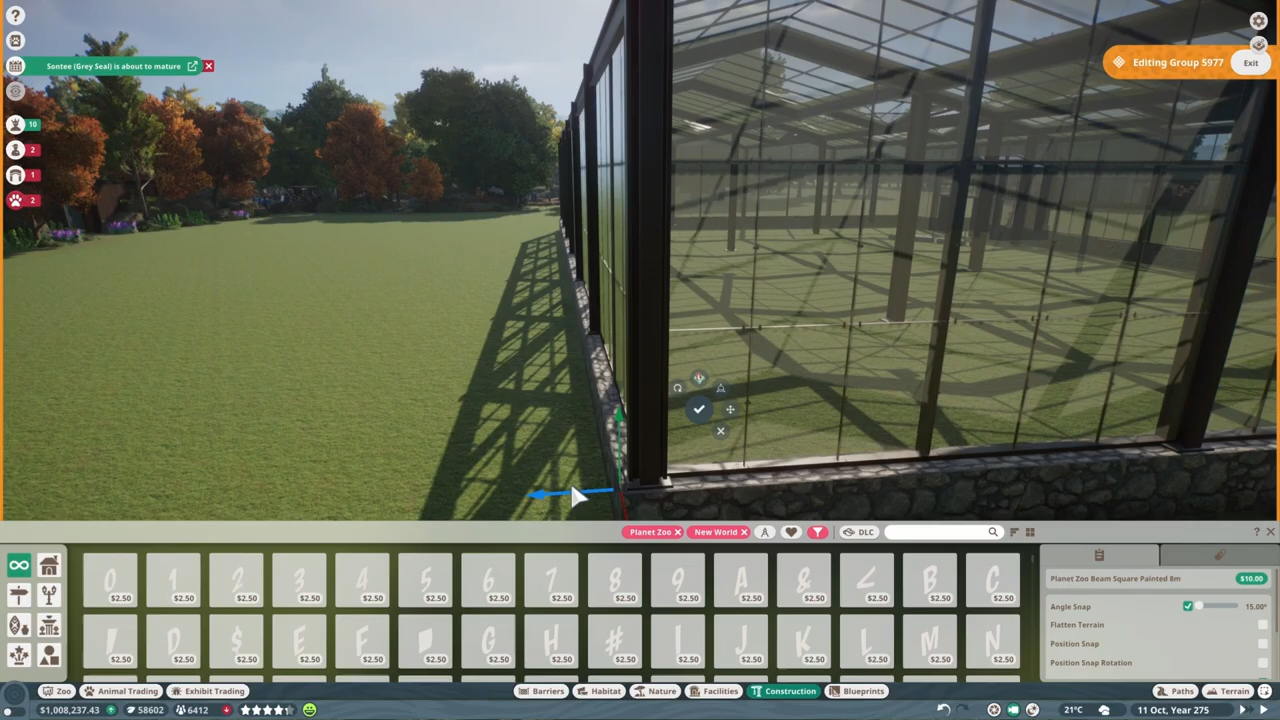 ?
Sontee (Grey Seal) is about to mature
Editing Group 5977
Exit
10
2
1
2
Planet Zoo ×
New World ×
DLC
?
0 $2.50
1 $2.50
2 $2.50
3 $2.50
4 $2.50
5 $2.50
6 $2.50
7 $2.50
8 $2.50
9 $2.50
A $2.50
& $2.50
$2.50
B $2.50
C $2.50
$2.50
D $2.50
$ $2.50
E $2.50
F $2.50
$2.50
G $2.50
H $2.50
# $2.50
I $2.50
J $2.50
K $2.50
L $2.50
M $2.50
N $2.50
Planet Zoo Beam Square Painted 8m $10.00
Angle Snap 15.00°
Flatten Terrain
Position Snap
Position Snap Rotation
Zoo
Animal Trading
Exhibit Trading
Barriers
Habitat
Nature
Facilities
Construction
Blueprints
Paths
Terrain
$1,008,237.43
58602
6412
21°C
11 Oct, Year 275